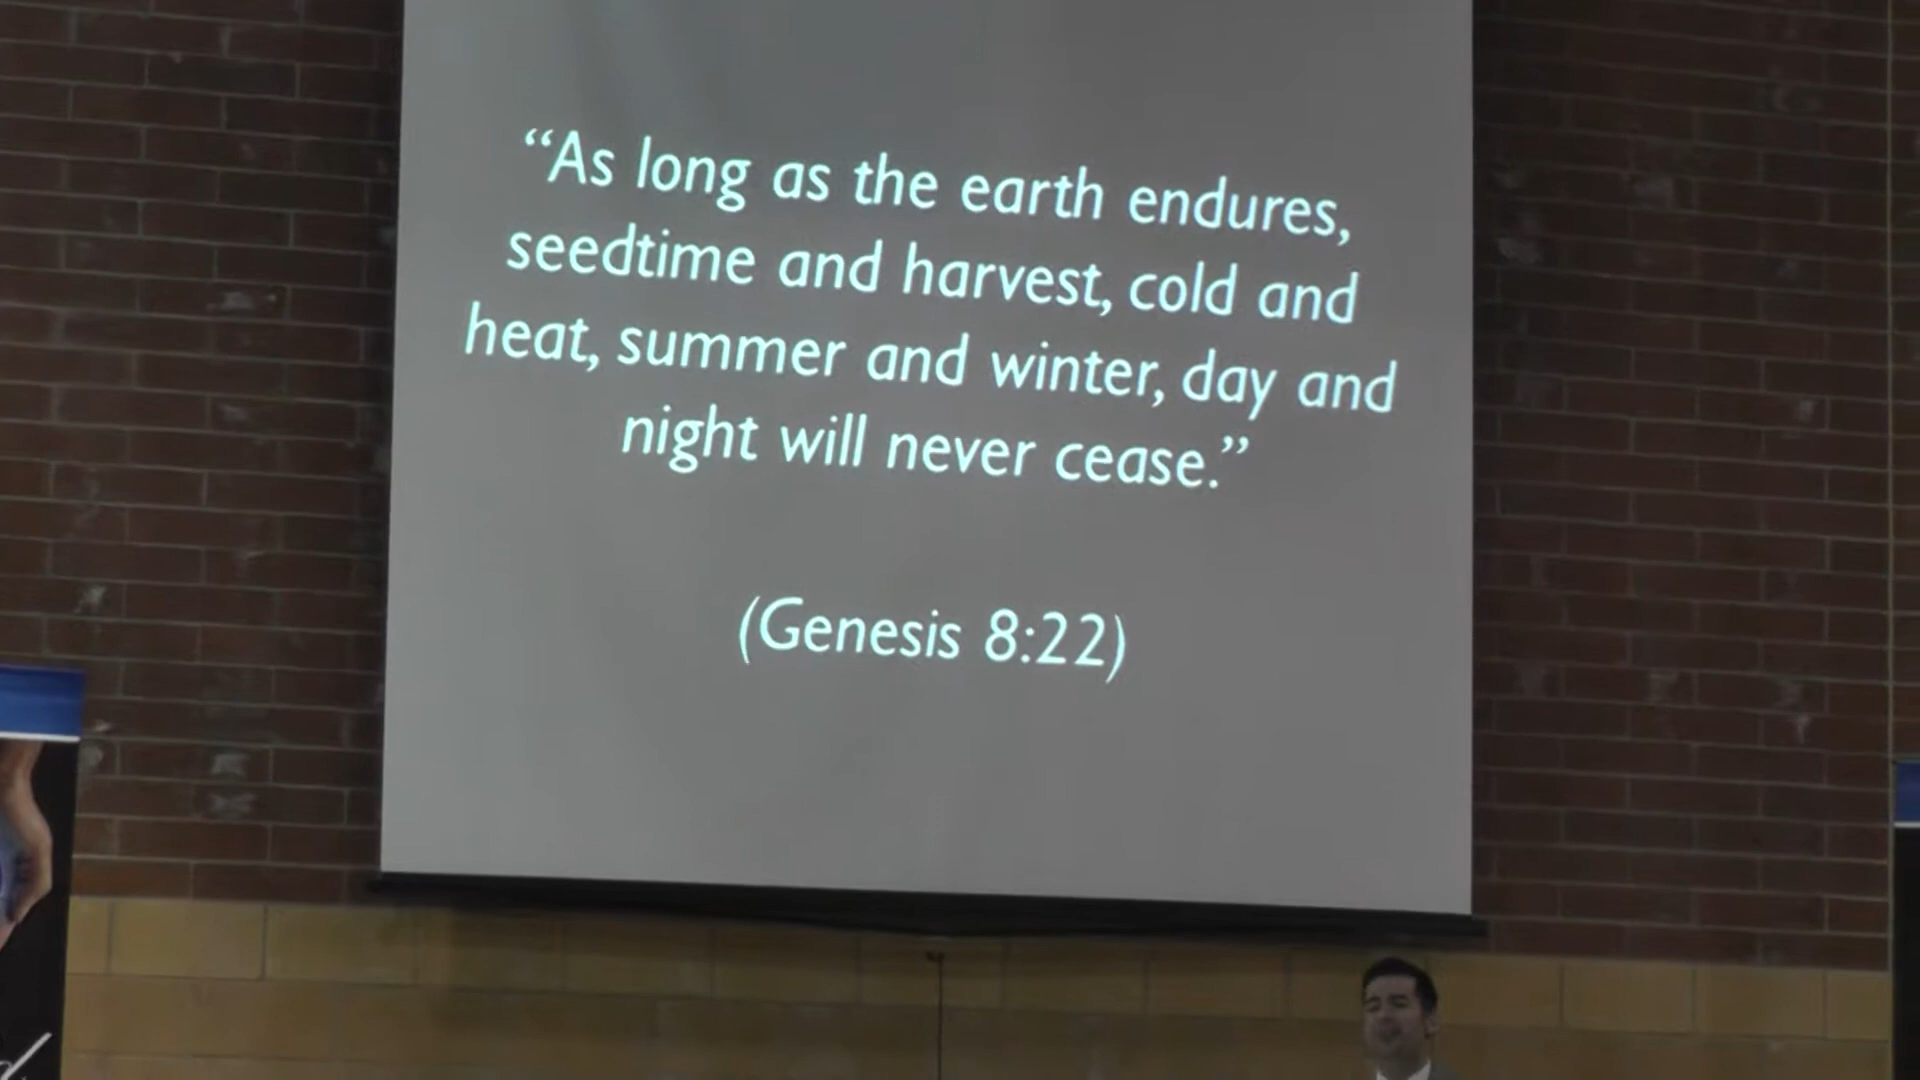 “As long as the earth endures,
seedtime and harvest, cold and
heat, summer and winter, day and
night will never cease.”
(Genesis 8:22)